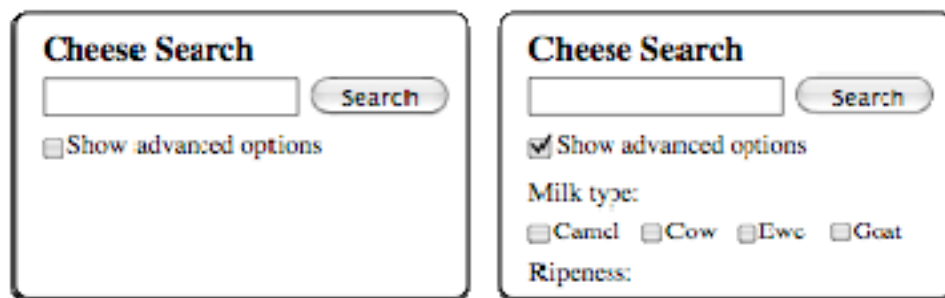 Cheese Search
Search
Show advanced options
Cheese Search
Search
Show advanced options
Milk type:
Camel Cow Ewe Goat
Ripeness: